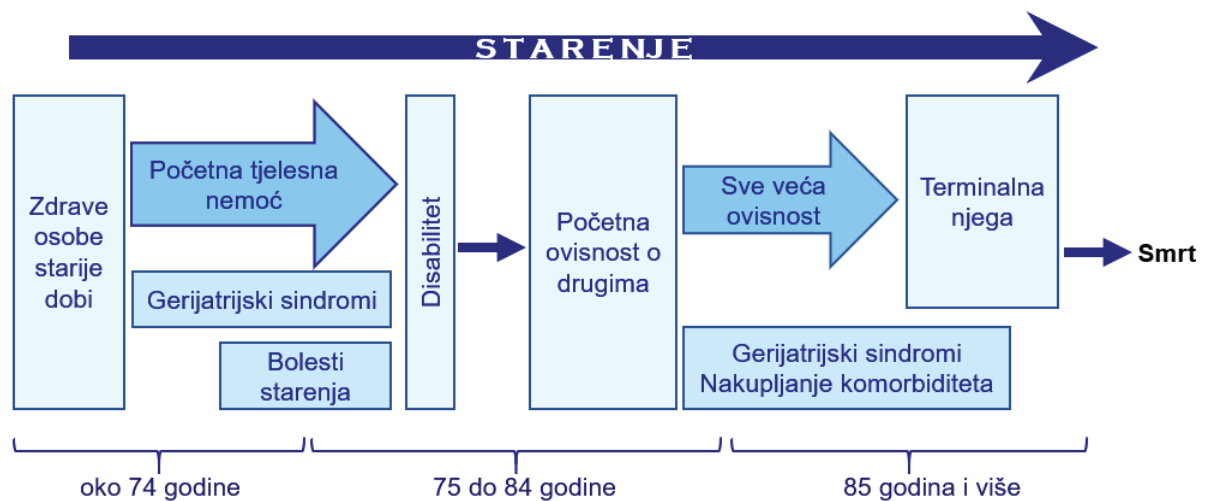 STARENJE
Zdrave
osobe
starije
dobi
Početna tjelesna
nemoć
Gerijatrijski sindromi
Bolesti
starenja
Disabilitet
Početna
ovisnost o
drugima
Sve veća
ovisnost
Gerijatrijski sindromi
Nakupljanje komorbiditeta
Terminalna
njega
Smrt
oko 74 godine
75 do 84 godine
85 godina i više